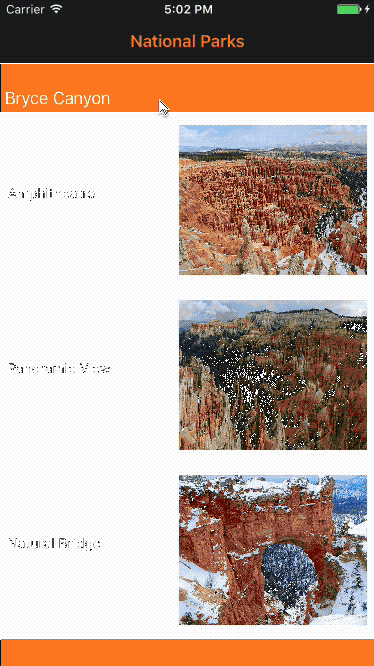 Carrier 5:02 PM
National Parks
Bryce Canyon
Amphitheatre
Panoramic View
Natural Bridge